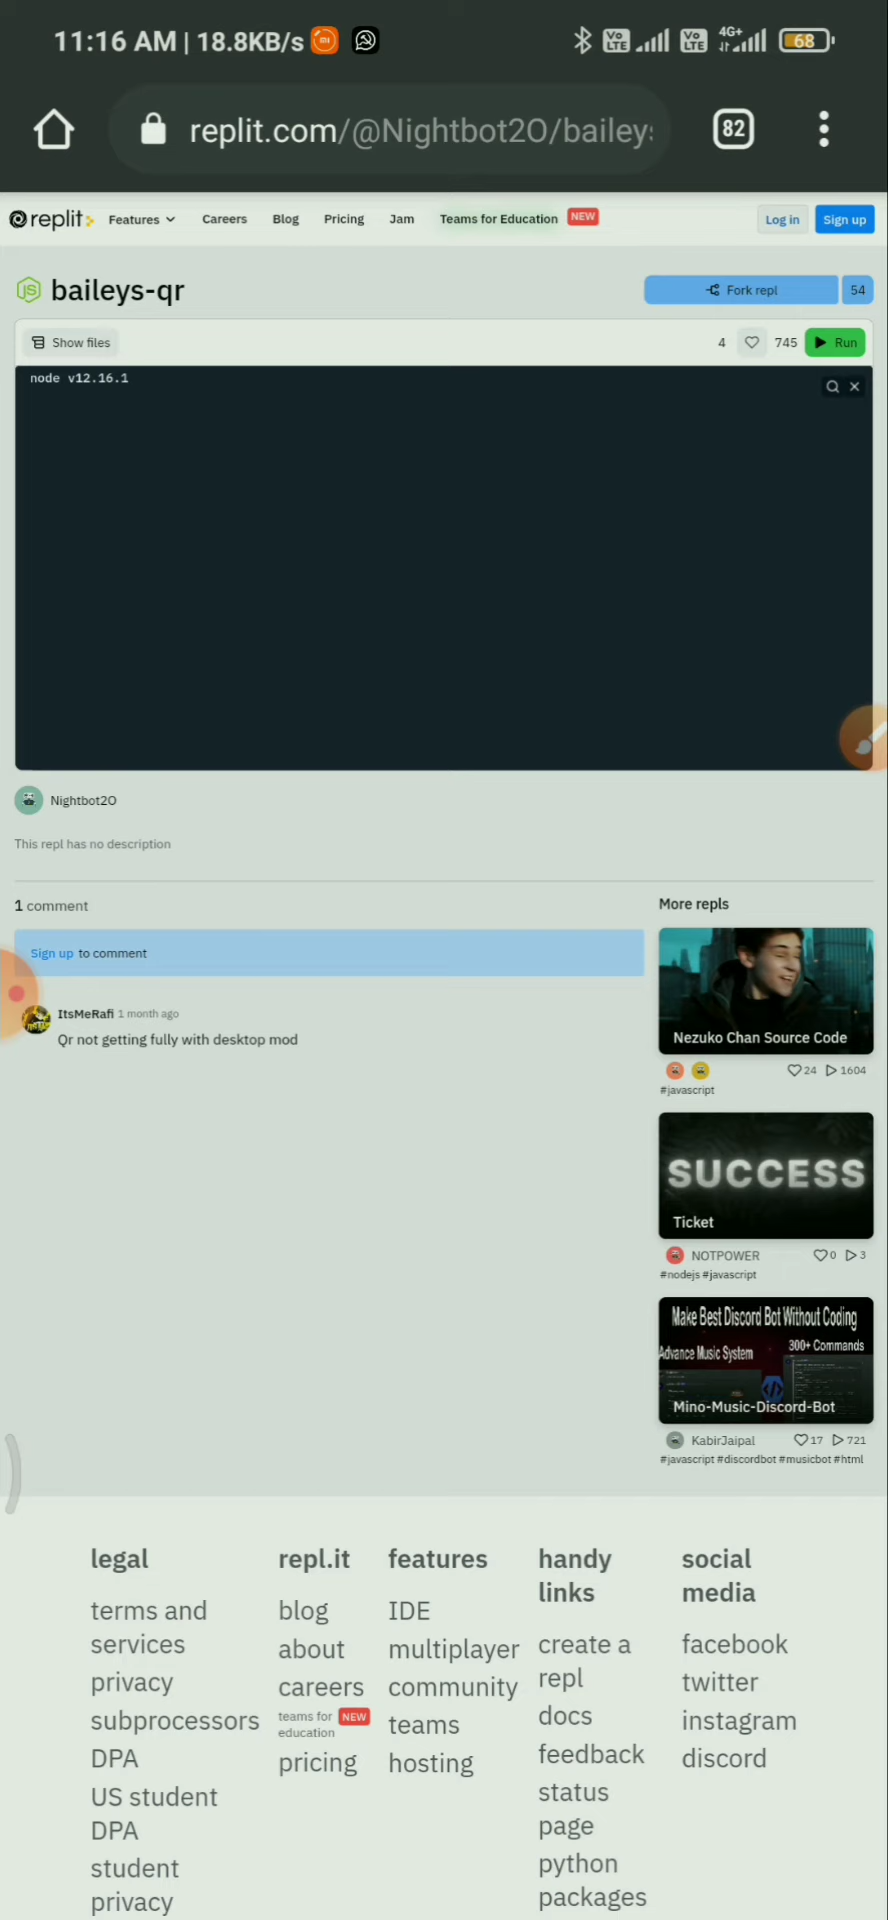 11:16 AM | 18.8KB/s
Vo LTE Vo LTE 4G+ 68
replit.com/@Nightbot2O/bailey
82
replit Features Careers Blog Pricing Jam Teams for Education NEW Log in Sign up
JS baileys-qr Fork repl 54
Show files 4 745 Run
node v12.16.1
Nightbot2O
This repl has no description
1 comment
Sign up to comment
ItsMeRafi 1 month ago
Qr not getting fully with desktop mod
More repls
Nezuko Chan Source Code
24 1604
#javascript
SUCCESS
Ticket
NOTPOWER 0 3
#nodejs #javascript
Make Best Discord Bot Without Coding
Advance Music System 300+ Commands
Mino-Music-Discord-Bot
KabirJaipal 17 721
#javascript #discordbot #musicbot #html
legal
terms and
services
privacy
subprocessors
DPA
US student
DPA
student
privacy
repl.it
blog
about
careers
teams for
education NEW
pricing
features
IDE
multiplayer
community
teams
hosting
handy
links
create a
repl
docs
feedback
status
page
python
packages
social
media
facebook
twitter
instagram
discord